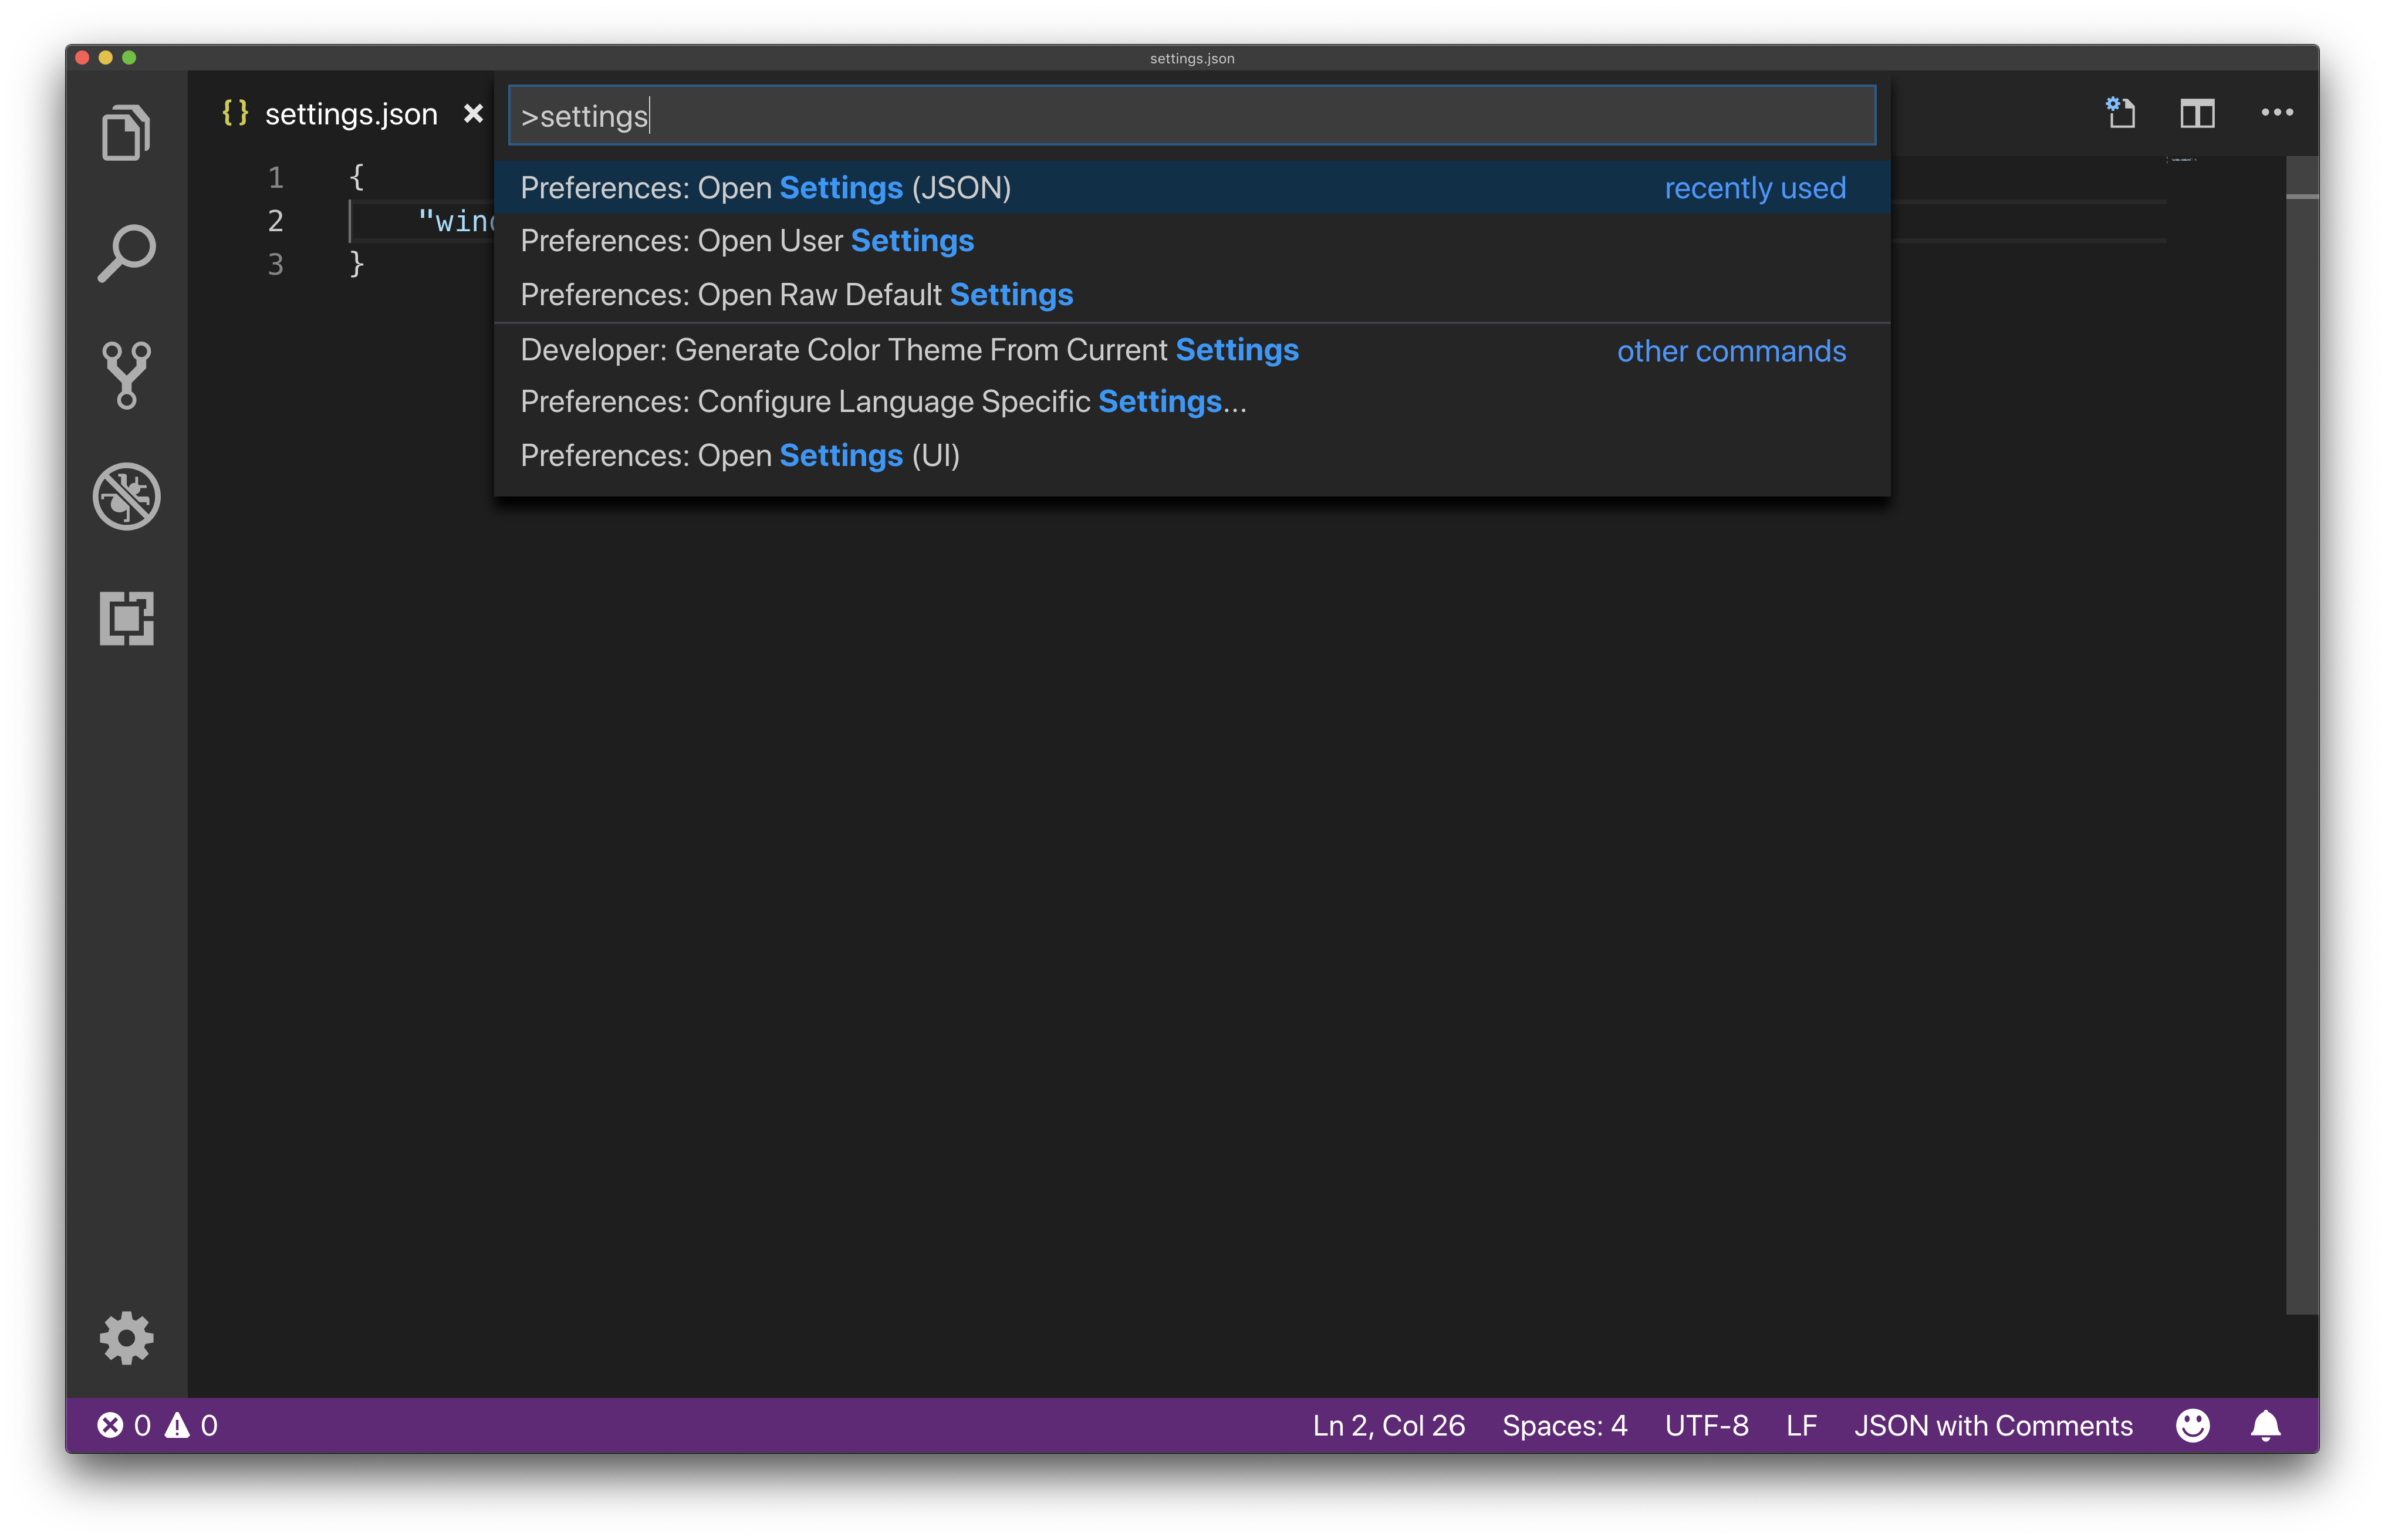 settings.json
{} settings.json ×
>settings
Preferences: Open Settings (JSON) recently used
Preferences: Open User Settings
Preferences: Open Raw Default Settings
Developer: Generate Color Theme From Current Settings other commands
Preferences: Configure Language Specific Settings...
Preferences: Open Settings (UI)
1 {
2 "win
3 }
0 0 Ln 2, Col 26 Spaces: 4 UTF-8 LF JSON with Comments